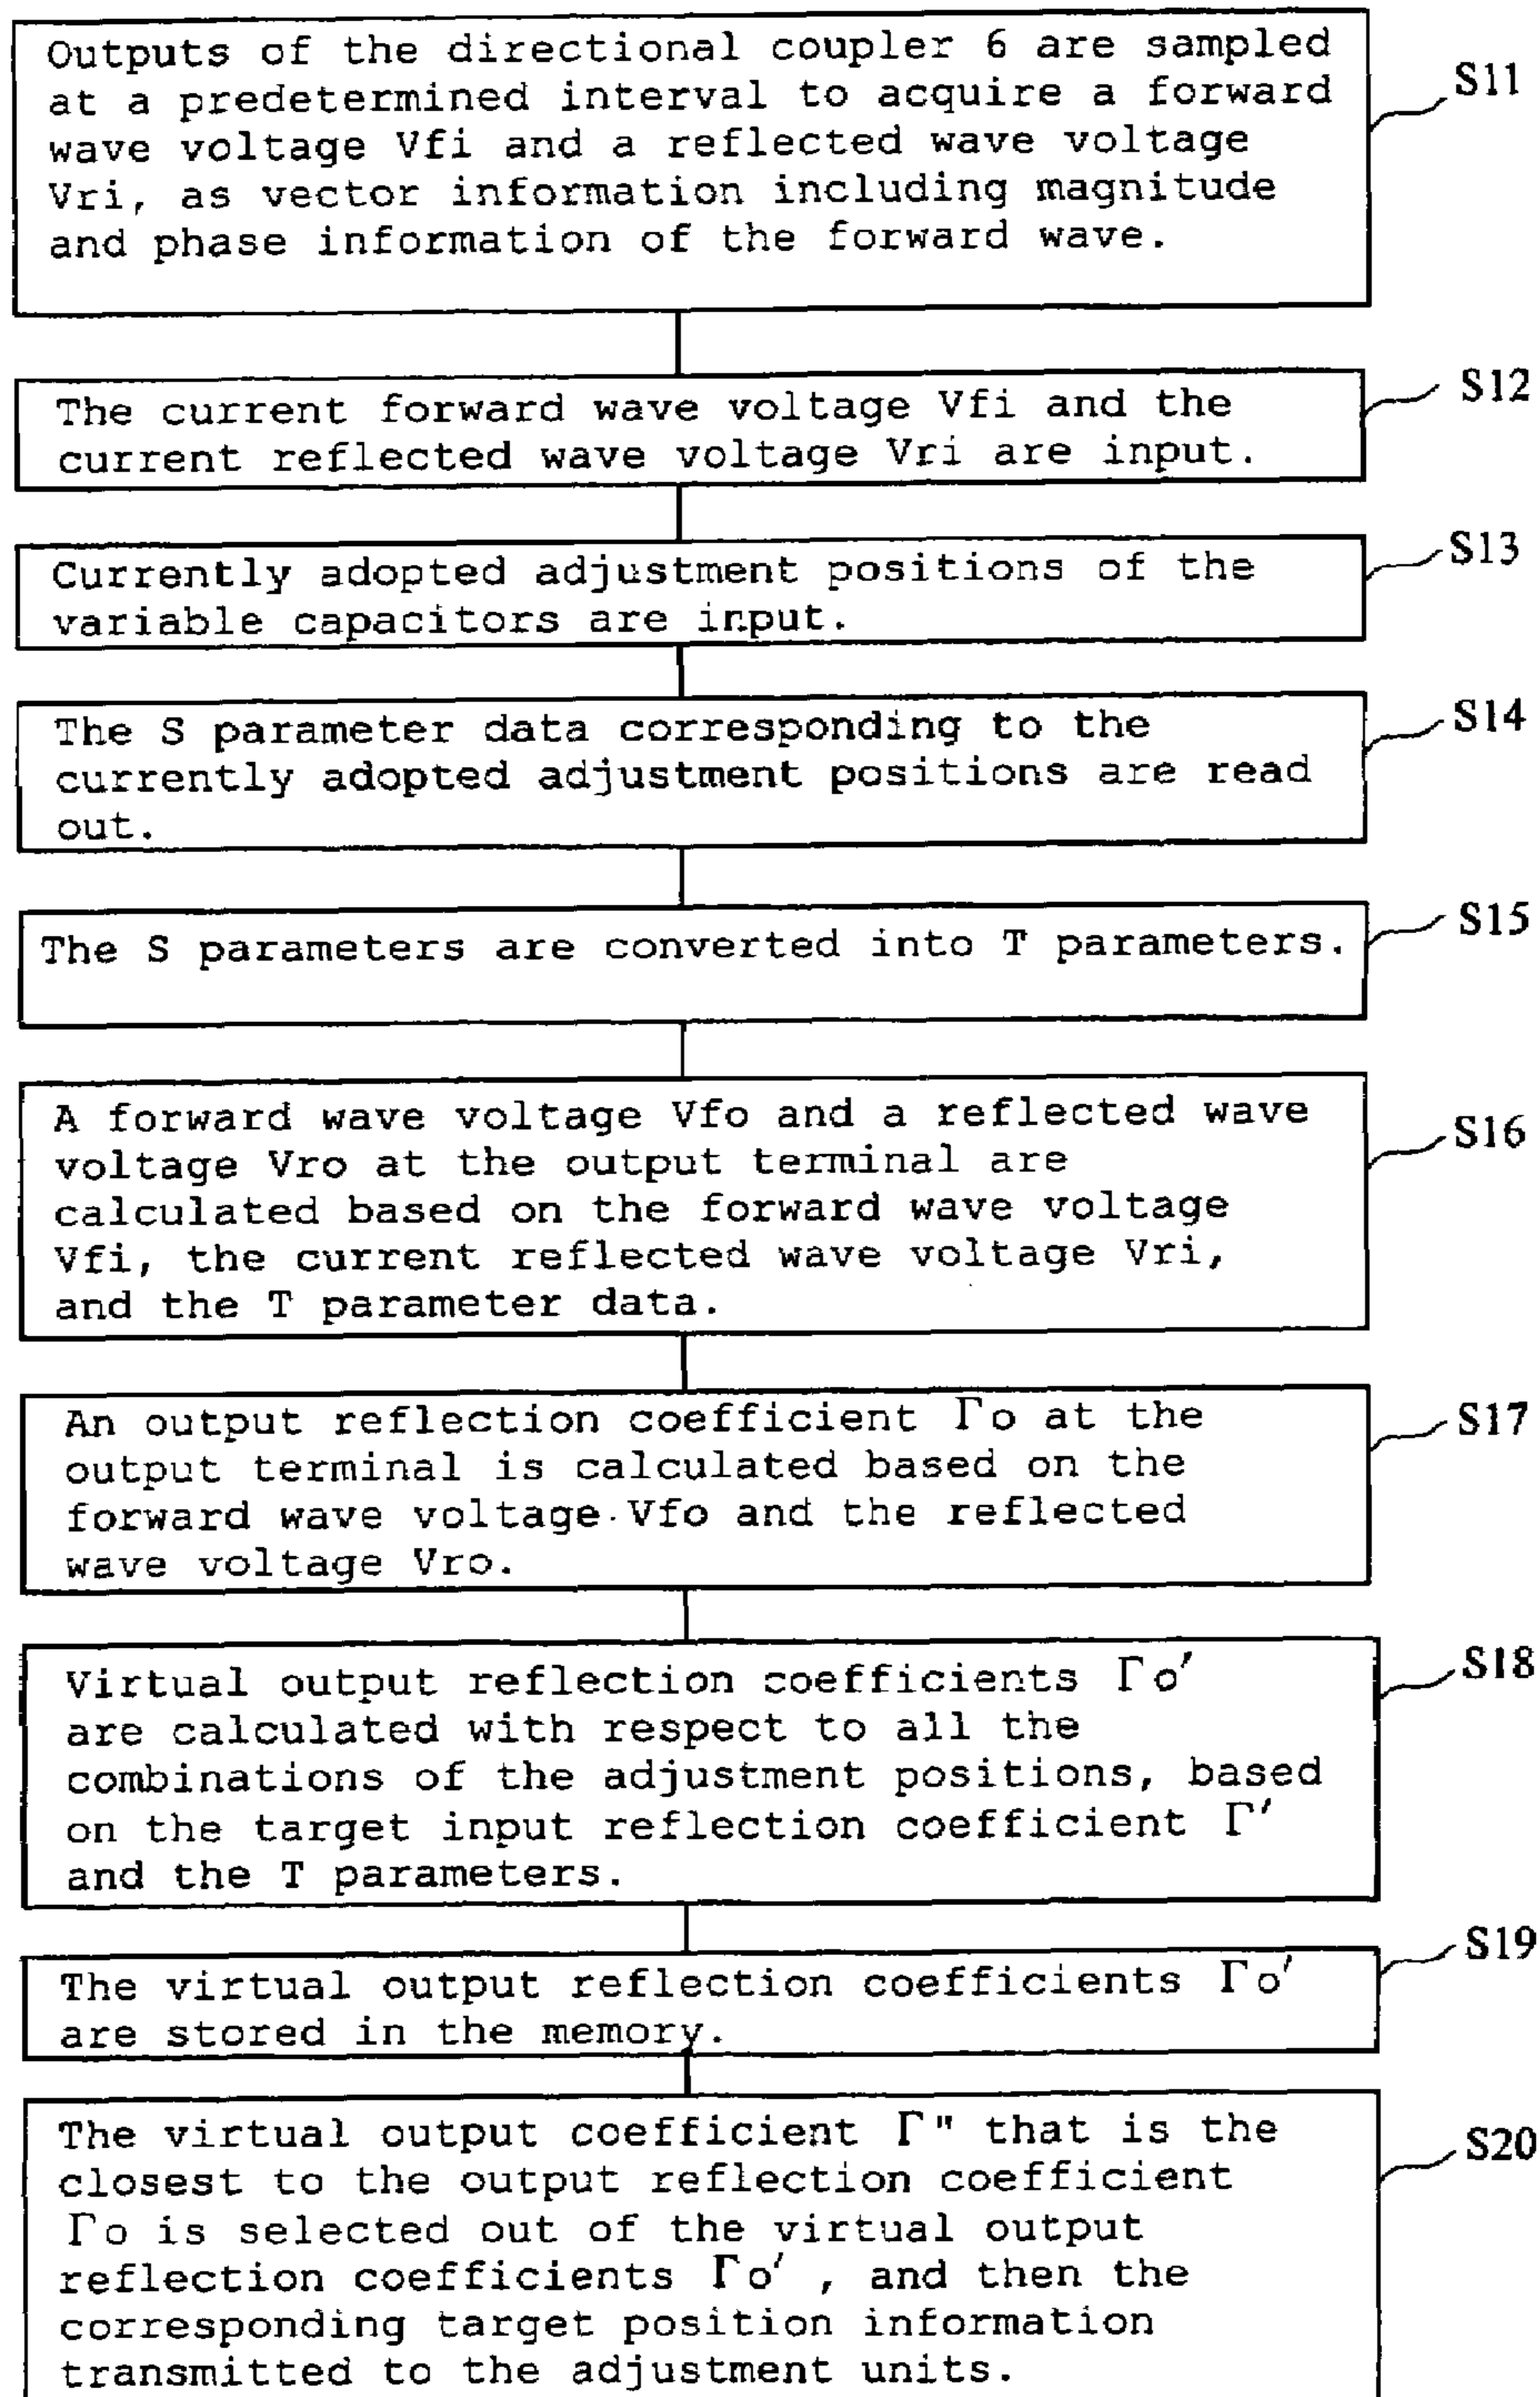 Outputs of the directional coupler 6 are sampled
at a predetermined interval to acquire a forward
wave voltage Vfi and a reflected wave voltage
Vri, as vector information including magnitude
and phase information of the forward wave.
S11
The current forward wave voltage Vfi and the
current reflected wave voltage Vri are input.
S12
Currently adopted adjustment positions of the
variable capacitors are input.
S13
The S parameter data corresponding to the
currently adopted adjustment positions are read
out.
S14
The S parameters are converted into T parameters.
S15
A forward wave voltage Vfo and a reflected wave
voltage Vro at the output terminal are
calculated based on the forward wave voltage
Vfi, the current reflected wave voltage Vri,
and the T parameter data.
S16
An output reflection coefficient Γo at the
output terminal is calculated based on the
forward wave voltage Vfo and the reflected
wave voltage Vro.
S17
Virtual output reflection coefficients Γo′
are calculated with respect to all the
combinations of the adjustment positions, based
on the target input reflection coefficient Γ′
and the T parameters.
S18
The virtual output reflection coefficients Γo′
are stored in the memory.
S19
The virtual output coefficient Γ" that is the
closest to the output reflection coefficient
Γo is selected out of the virtual output
reflection coefficients Γo′ , and then the
corresponding target position information
transmitted to the adjustment units.
S20